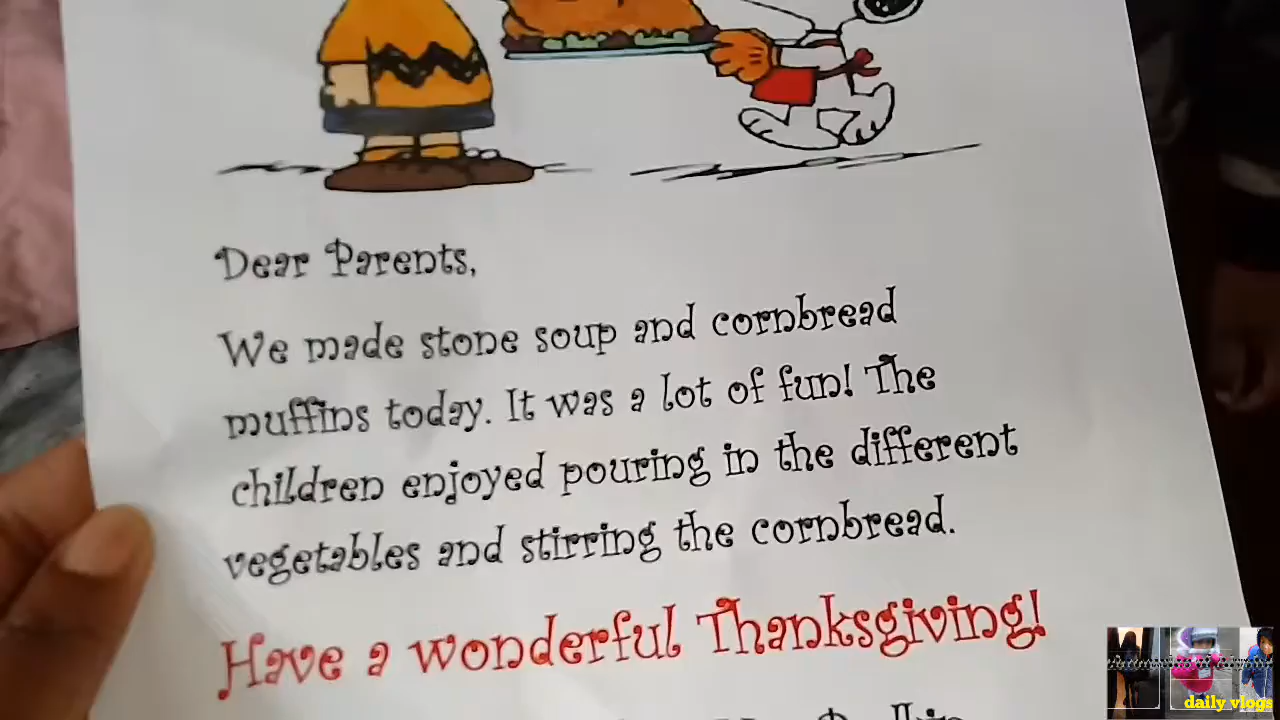 Dear Parents,
We made stone soup and cornbread
muffins today. It was a lot of fun! The
children enjoyed pouring in the different
vegetables and stirring the cornbread.
Have a wonderful Thanksgiving!
daily vlogs